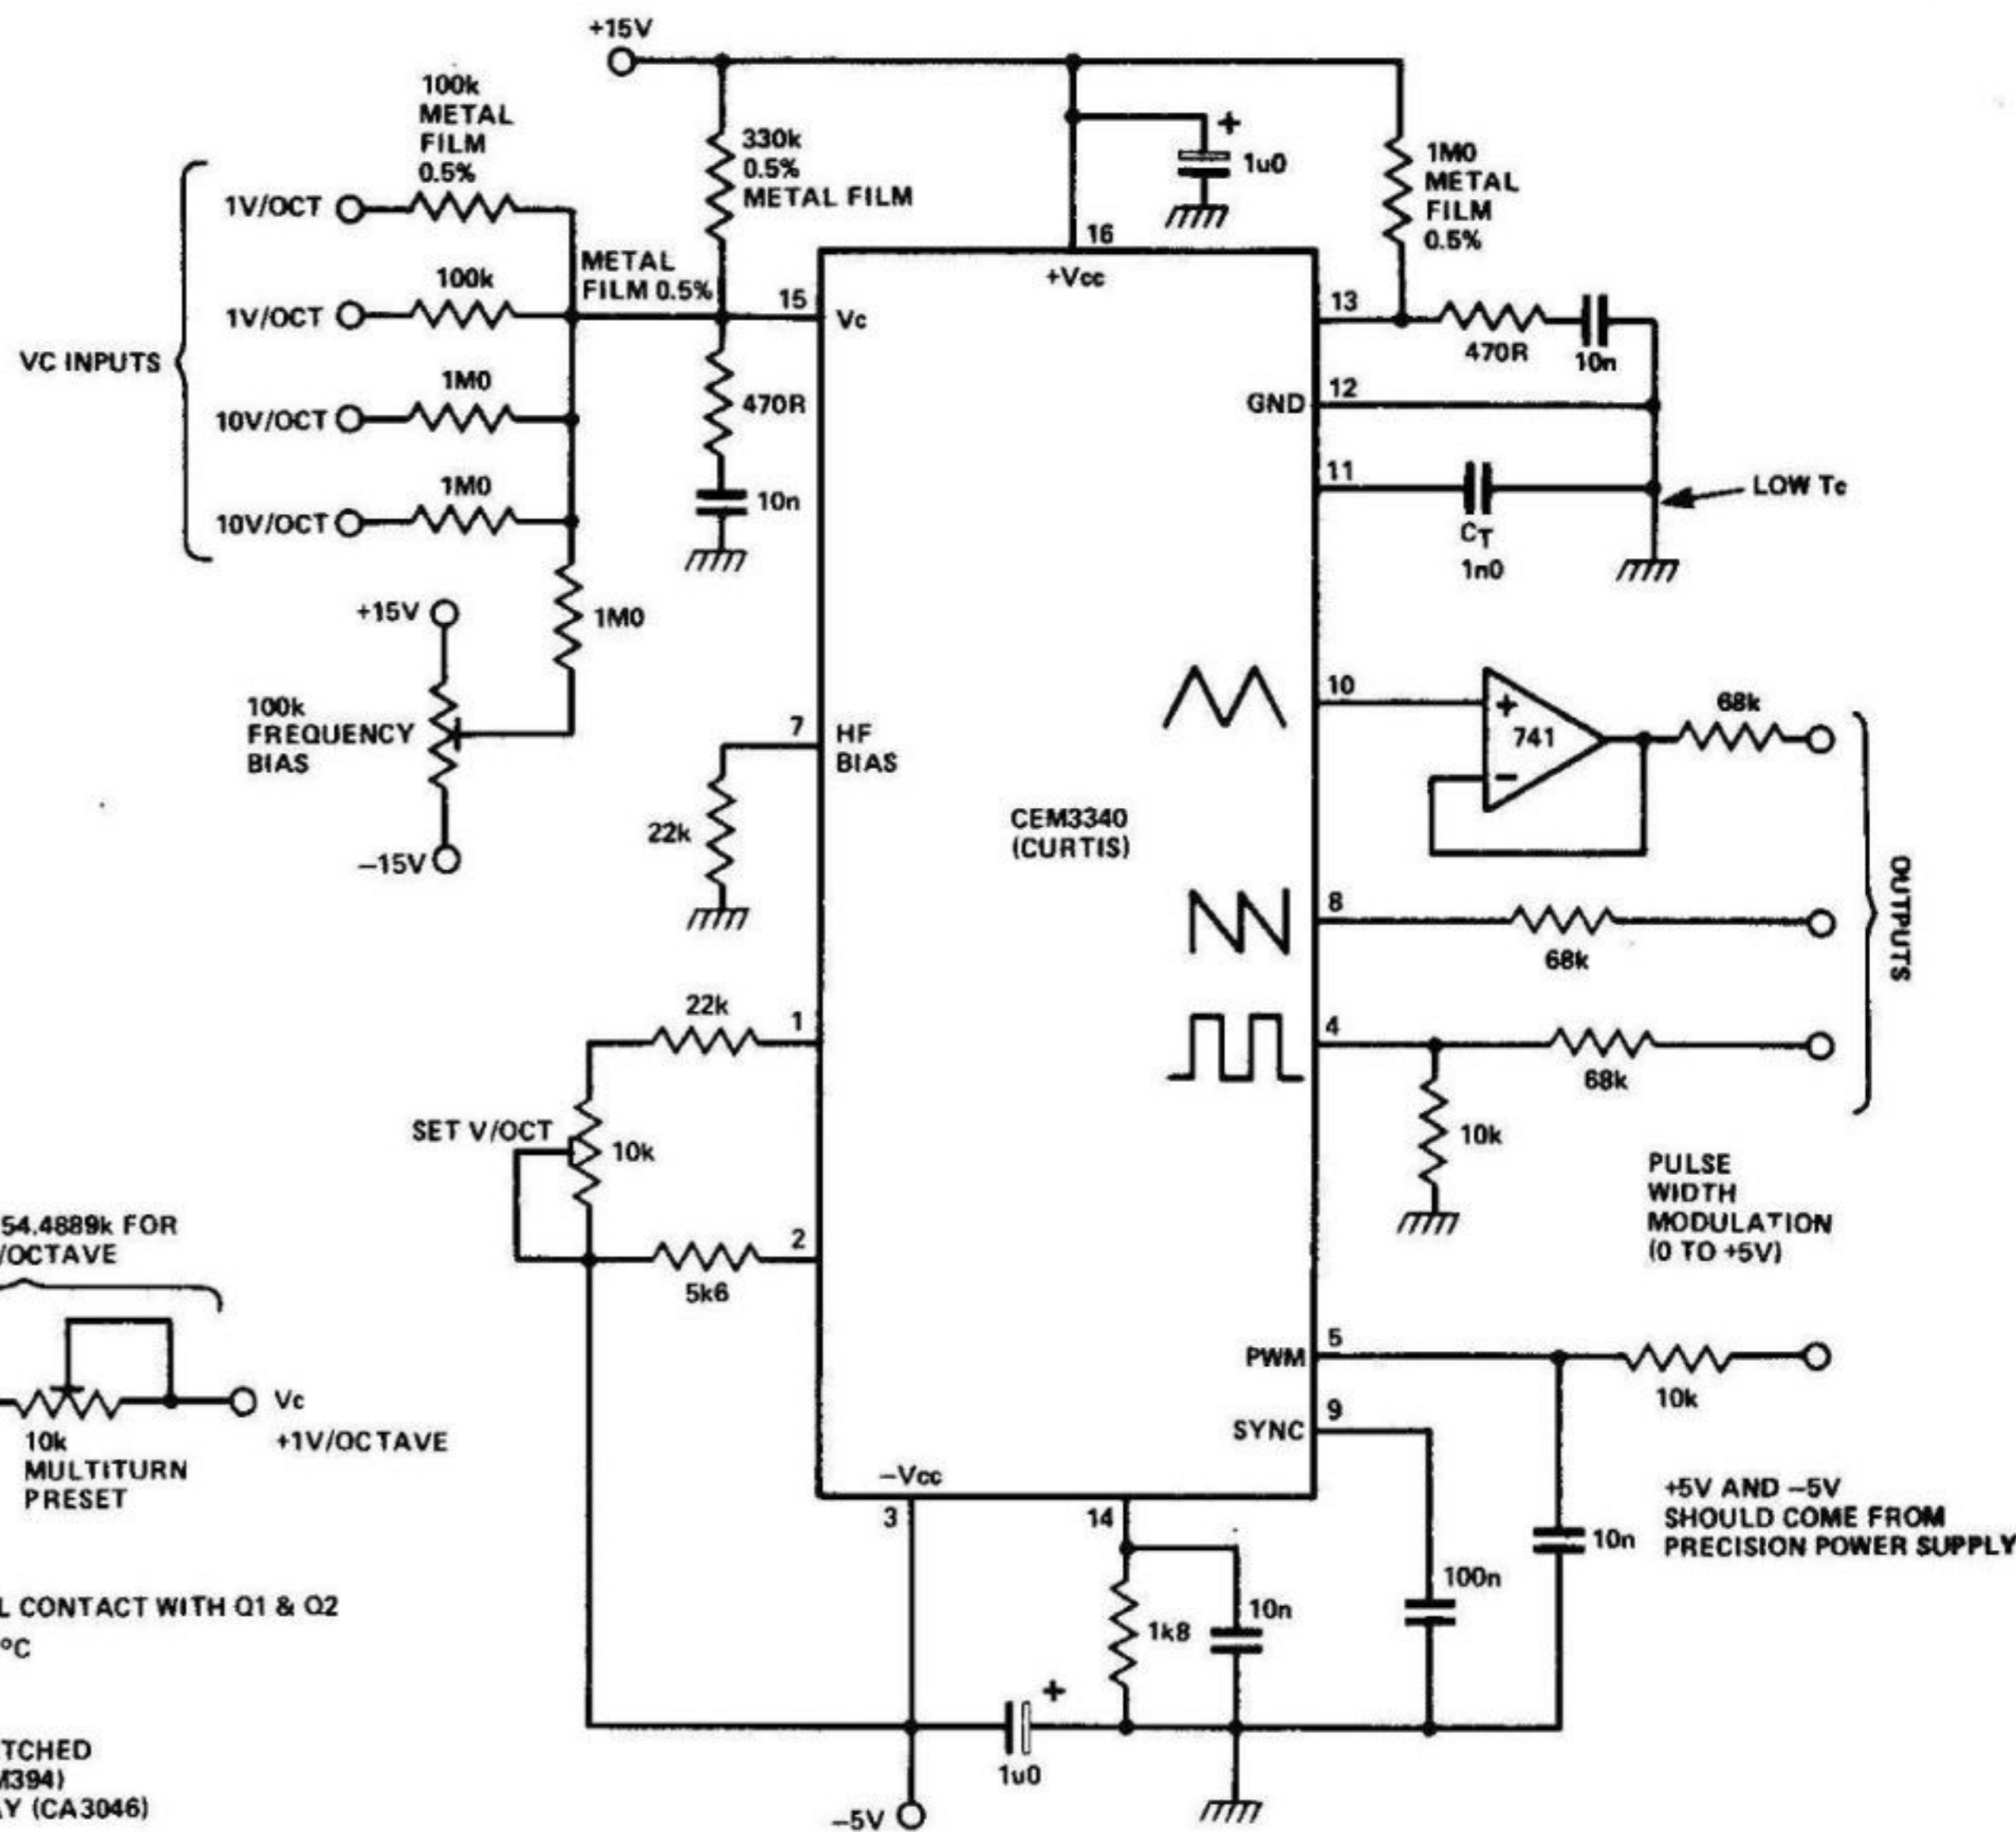 +15V
100k
METAL
FILM
0.5%
330k
0.5%
METAL FILM
+
1u0
1M0
METAL
FILM
0.5%
1V/OCT
METAL
FILM 0.5%
16
+Vcc
100k
1V/OCT
15
Vc
13
470R
10n
VC INPUTS
1M0
10V/OCT
470R
GND
12
1M0
10V/OCT
10n
11
LOW Tc
CT
1n0
+15V
1M0
100k
FREQUENCY
BIAS
-15V
7
HF
BIAS
22k
10
+
741
-
68k
CEM3340
(CURTIS)
8
68k
OUTPUTS
22k
1
4
68k
10k
SET V/OCT
10k
PULSE
WIDTH
MODULATION
(0 TO +5V)
2
5k6
54.4889k FOR
/OCTAVE
Vc
+1V/OCTAVE
10k
MULTITURN
PRESET
PWM
5
10k
SYNC
9
-Vcc
3
14
+5V AND -5V
SHOULD COME FROM
PRECISION POWER SUPPLY
10n
100n
10n
1k8
L CONTACT WITH Q1 & Q2
°C
+
1u0
-5V
TCHED
M394)
AY (CA3046)